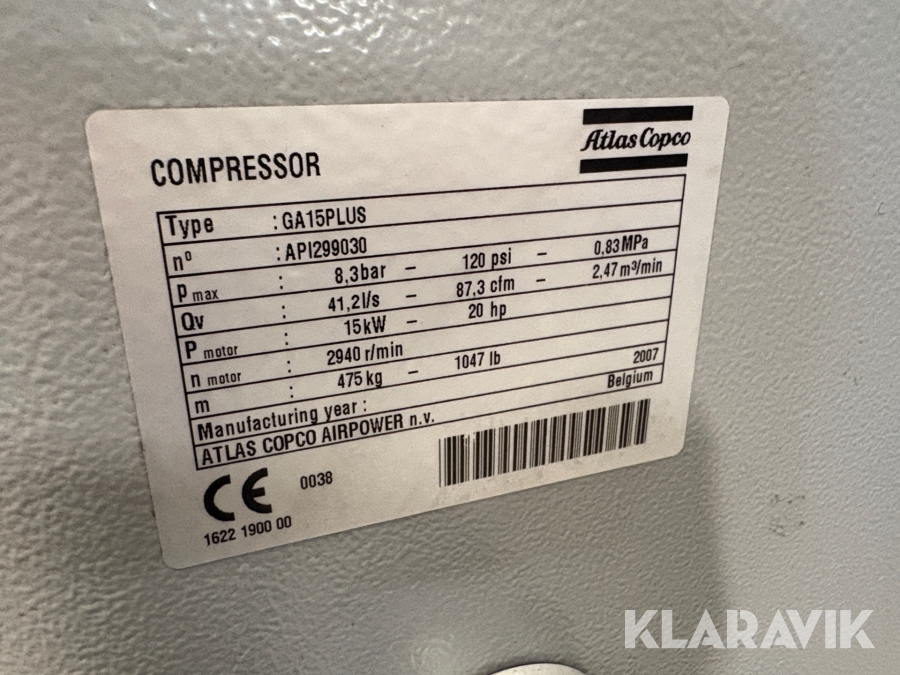 Atlas Copco
COMPRESSOR
Type : GA15PLUS
nº : API299030
P max : 8,3bar – 120 psi – 0,83 MPa
Qv : 41,2l/s – 87,3 cfm – 2,47 m³/min
P motor : 15kW – 20 hp
n motor : 2940 r/min
m : 475 kg – 1047 lb
Manufacturing year : 2007
ATLAS COPCO AIRPOWER n.v. Belgium
CE 0038
1622 1900 00
KLARAVIK